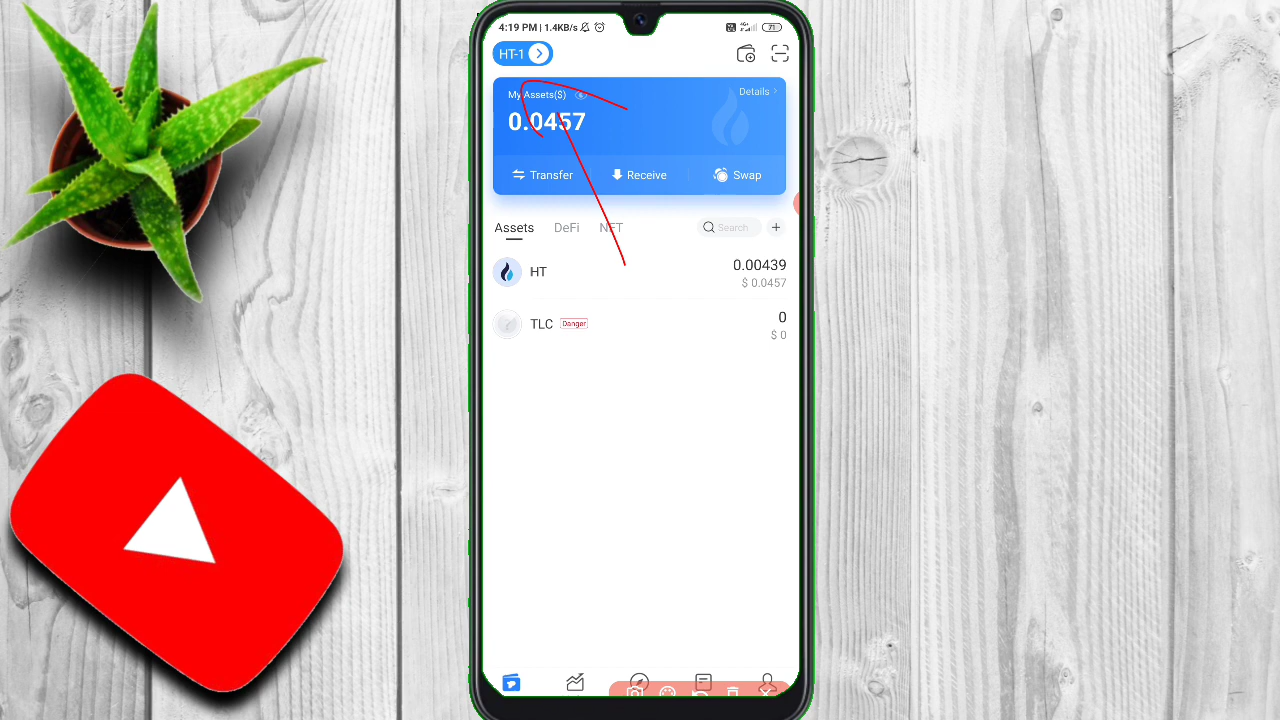 4:19 PM | 1.4KB/s
HT-1
My Assets($)
Details
0.0457
Transfer
Receive
Swap
Assets
DeFi
NFT
Search
HT
0.00439
$ 0.0457
TLC
Danger
0
$ 0